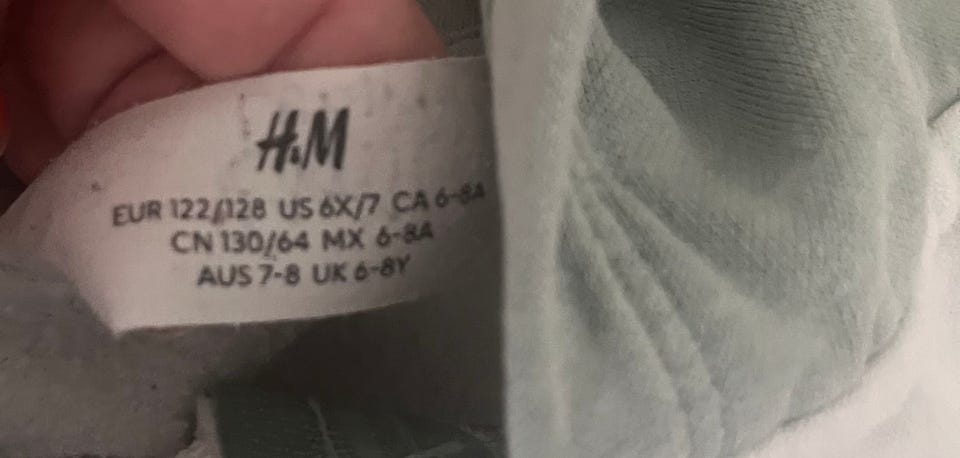 H&M
EUR 122/128 US 6X/7 CA 6-8A
CN 130/64 MX 6-8A
AUS 7-8 UK 6-8Y